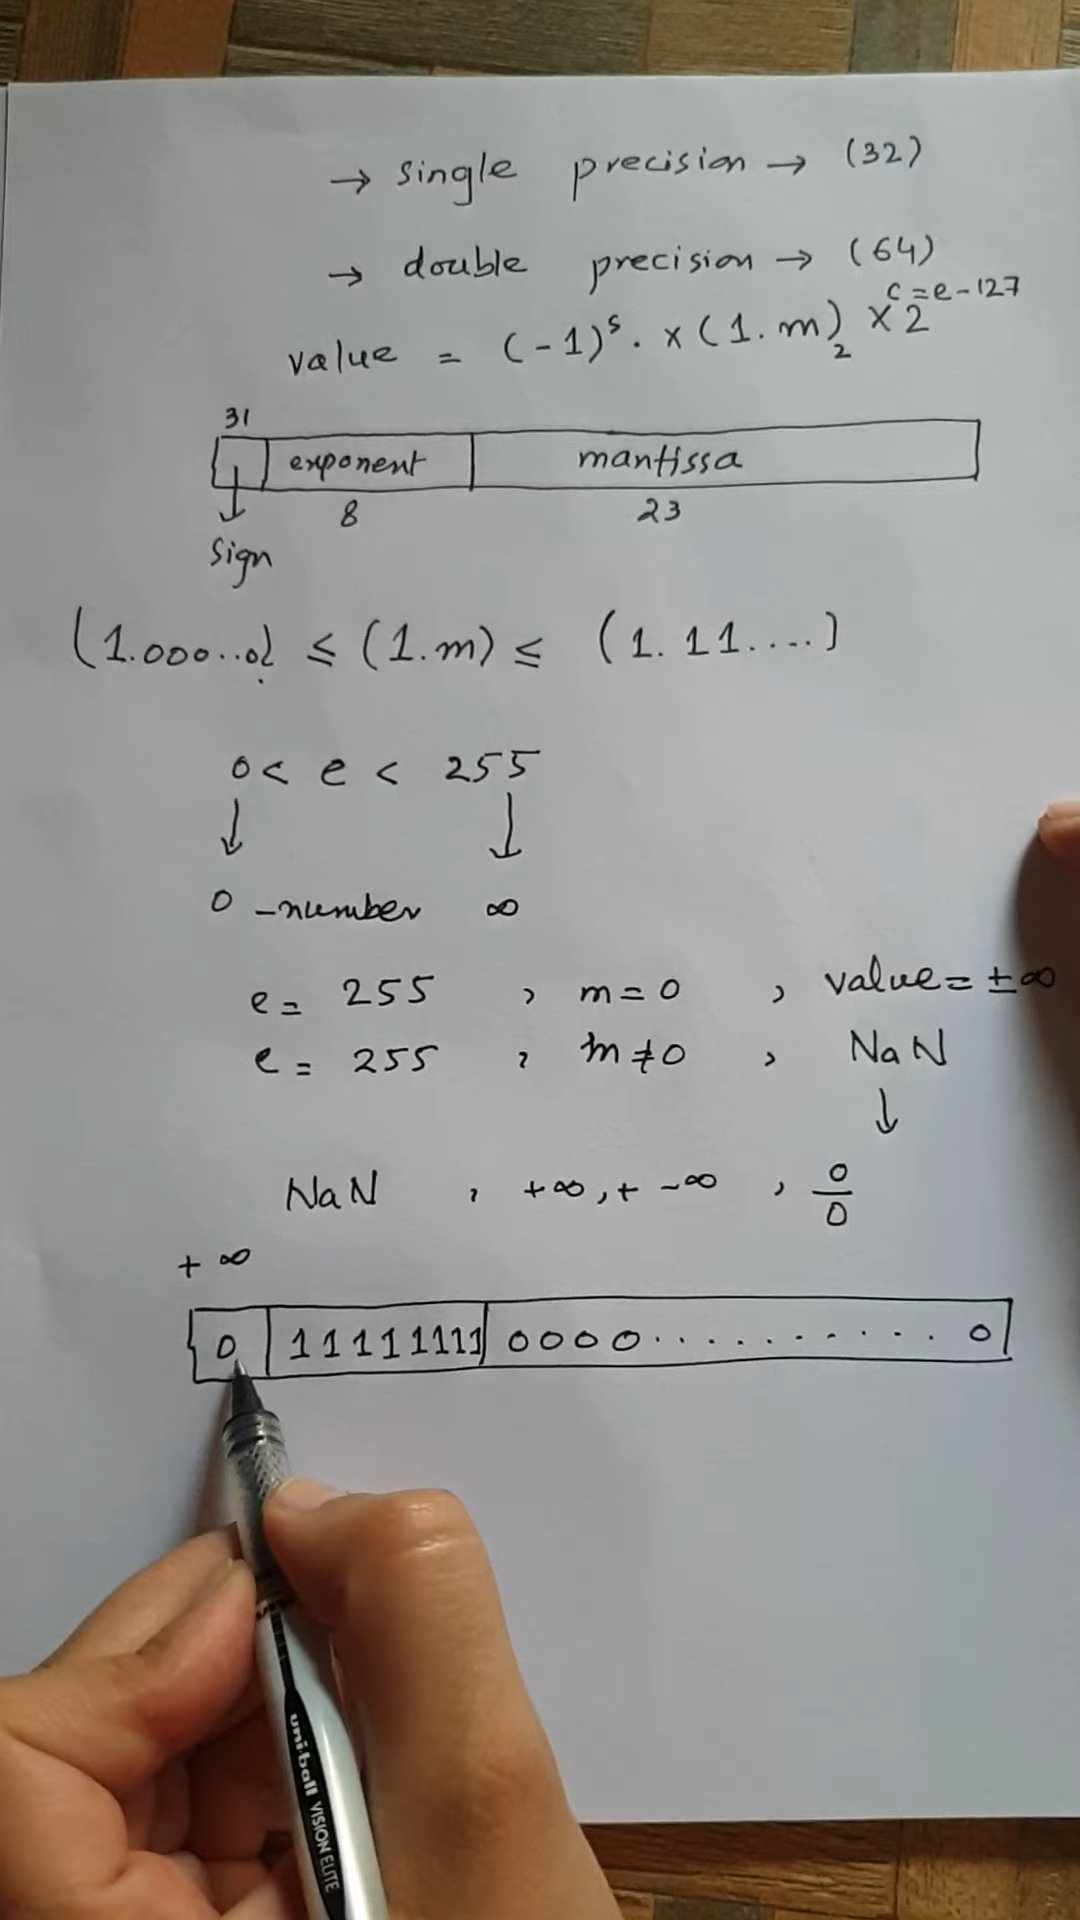 → single precision → (32)
→ double precision → (64)
value = (-1)^s . × (1.m)₂ × 2^c=e-127
31
exponent mantissa
8 23
Sign
(1.000..0) ≤ (1.m) ≤ (1.11....)
0 < e < 255
↓ ↓
0 -number ∞
e = 255 , m = 0 , value = ±∞
e = 255 , m ≠ 0 , NaN
↓
NaN , +∞,+ -∞ , 0/0
+ ∞
0 11111111 0000.......... 0
uni-ball VISION ELITE